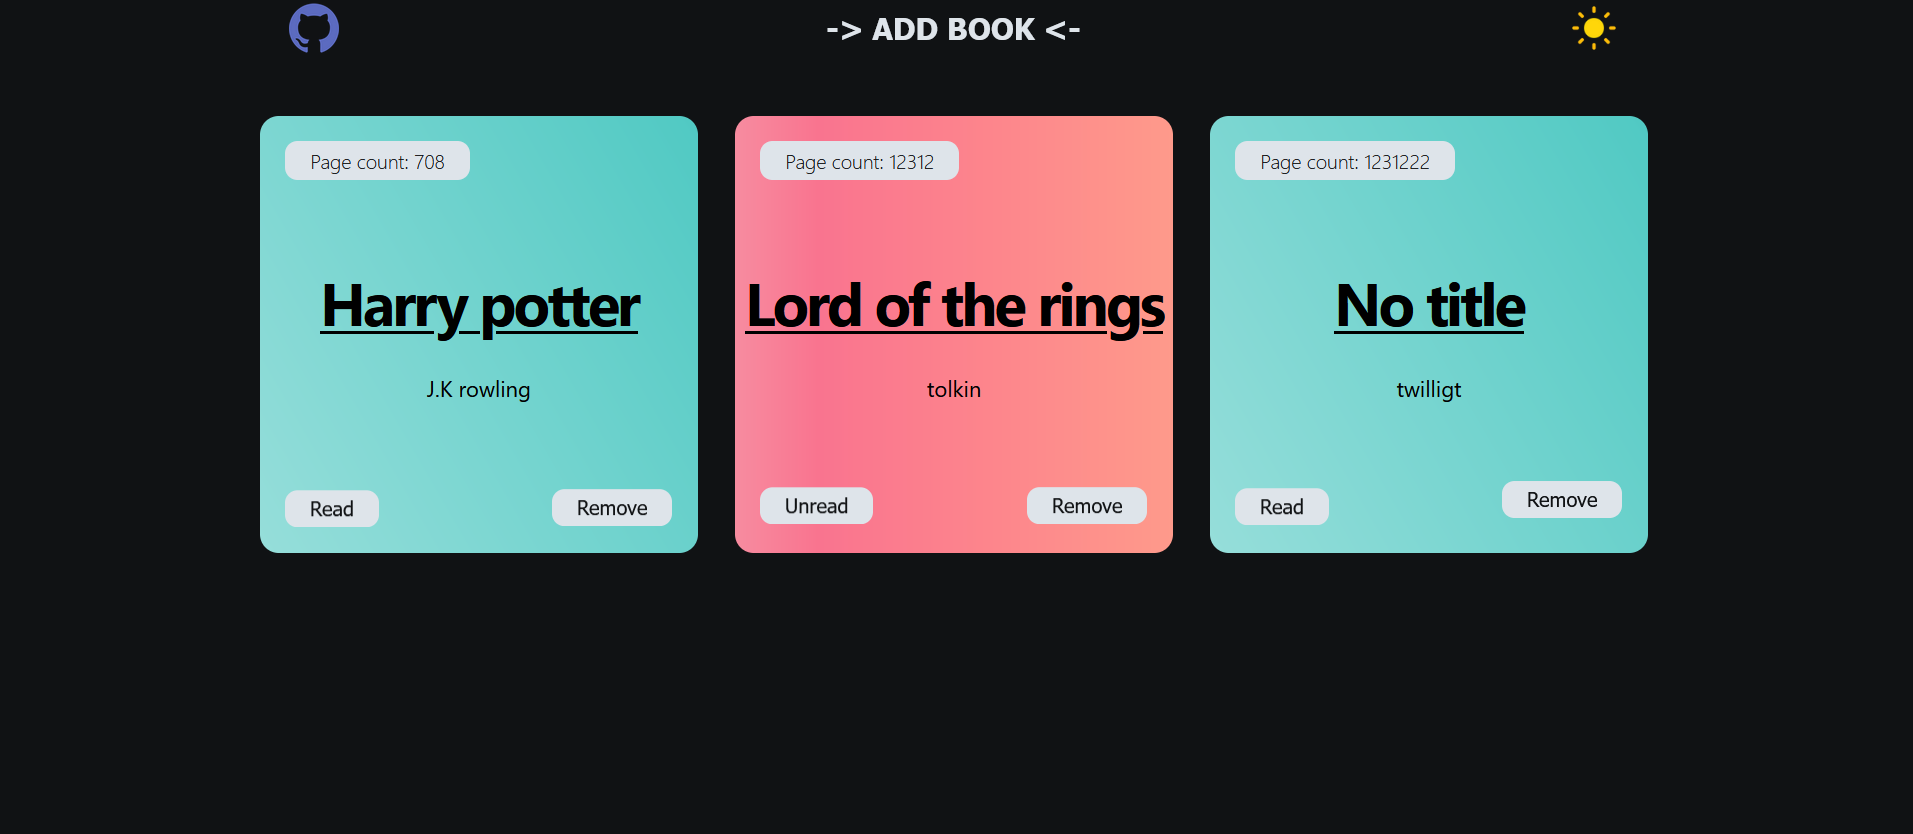 -> ADD BOOK <-
Page count: 708
Harry potter
J.K rowling
Read
Remove
Page count: 12312
Lord of the rings
tolkin
Unread
Remove
Page count: 1231222
No title
twilligt
Read
Remove